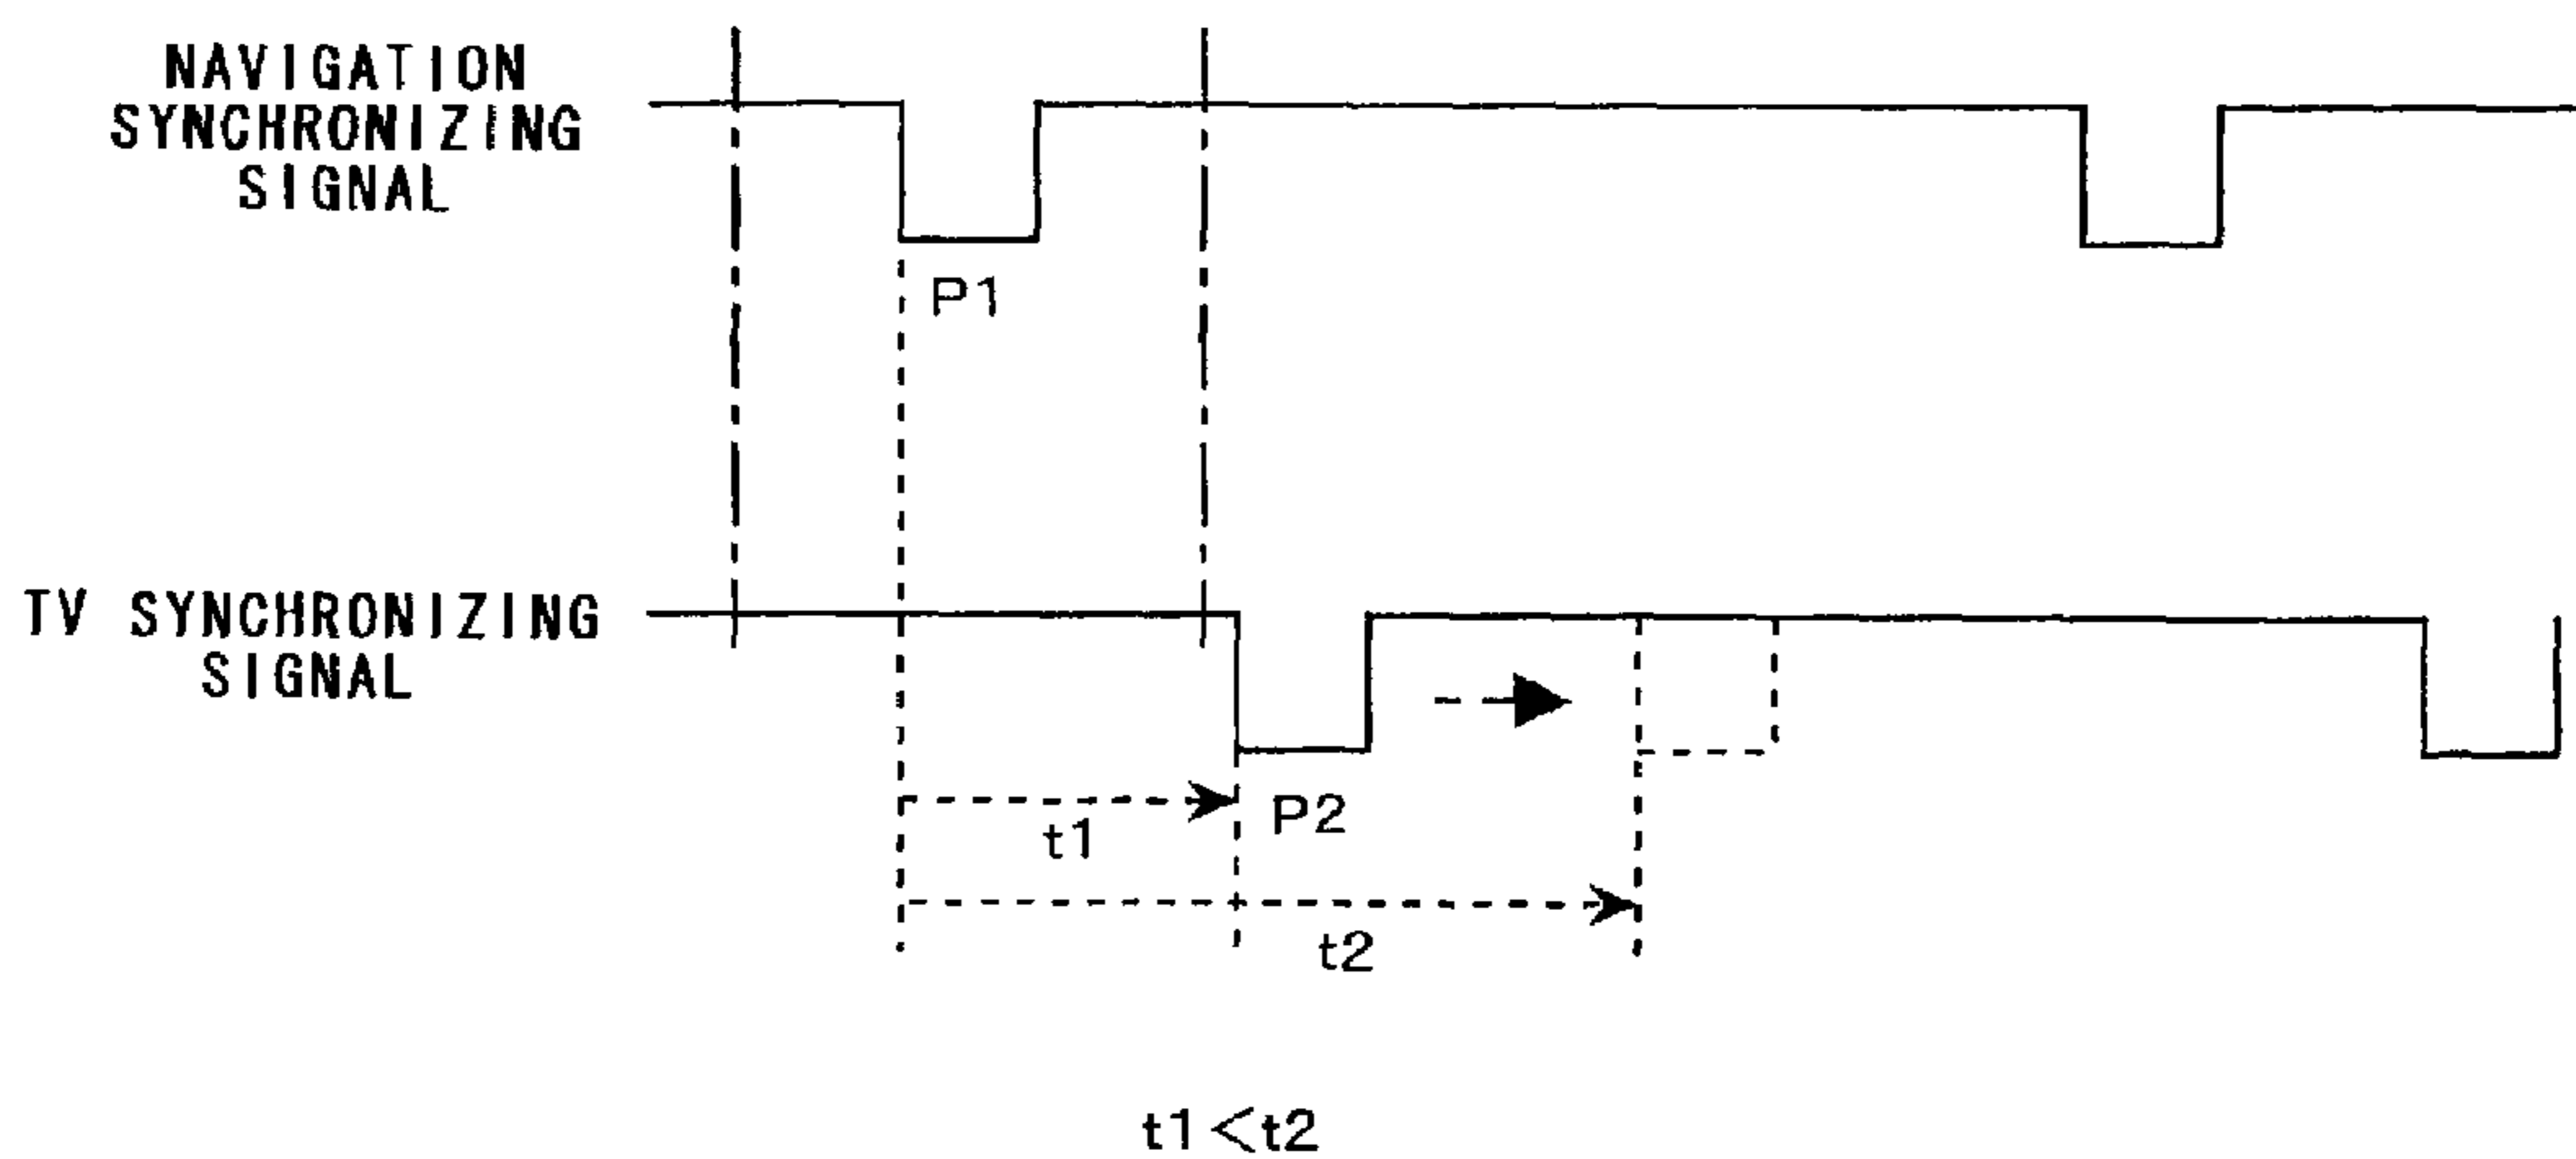 NAVIGATION
SYNCHRONIZING
SIGNAL
P1
TV SYNCHRONIZING
SIGNAL
t1
P2
t2
t1<t2